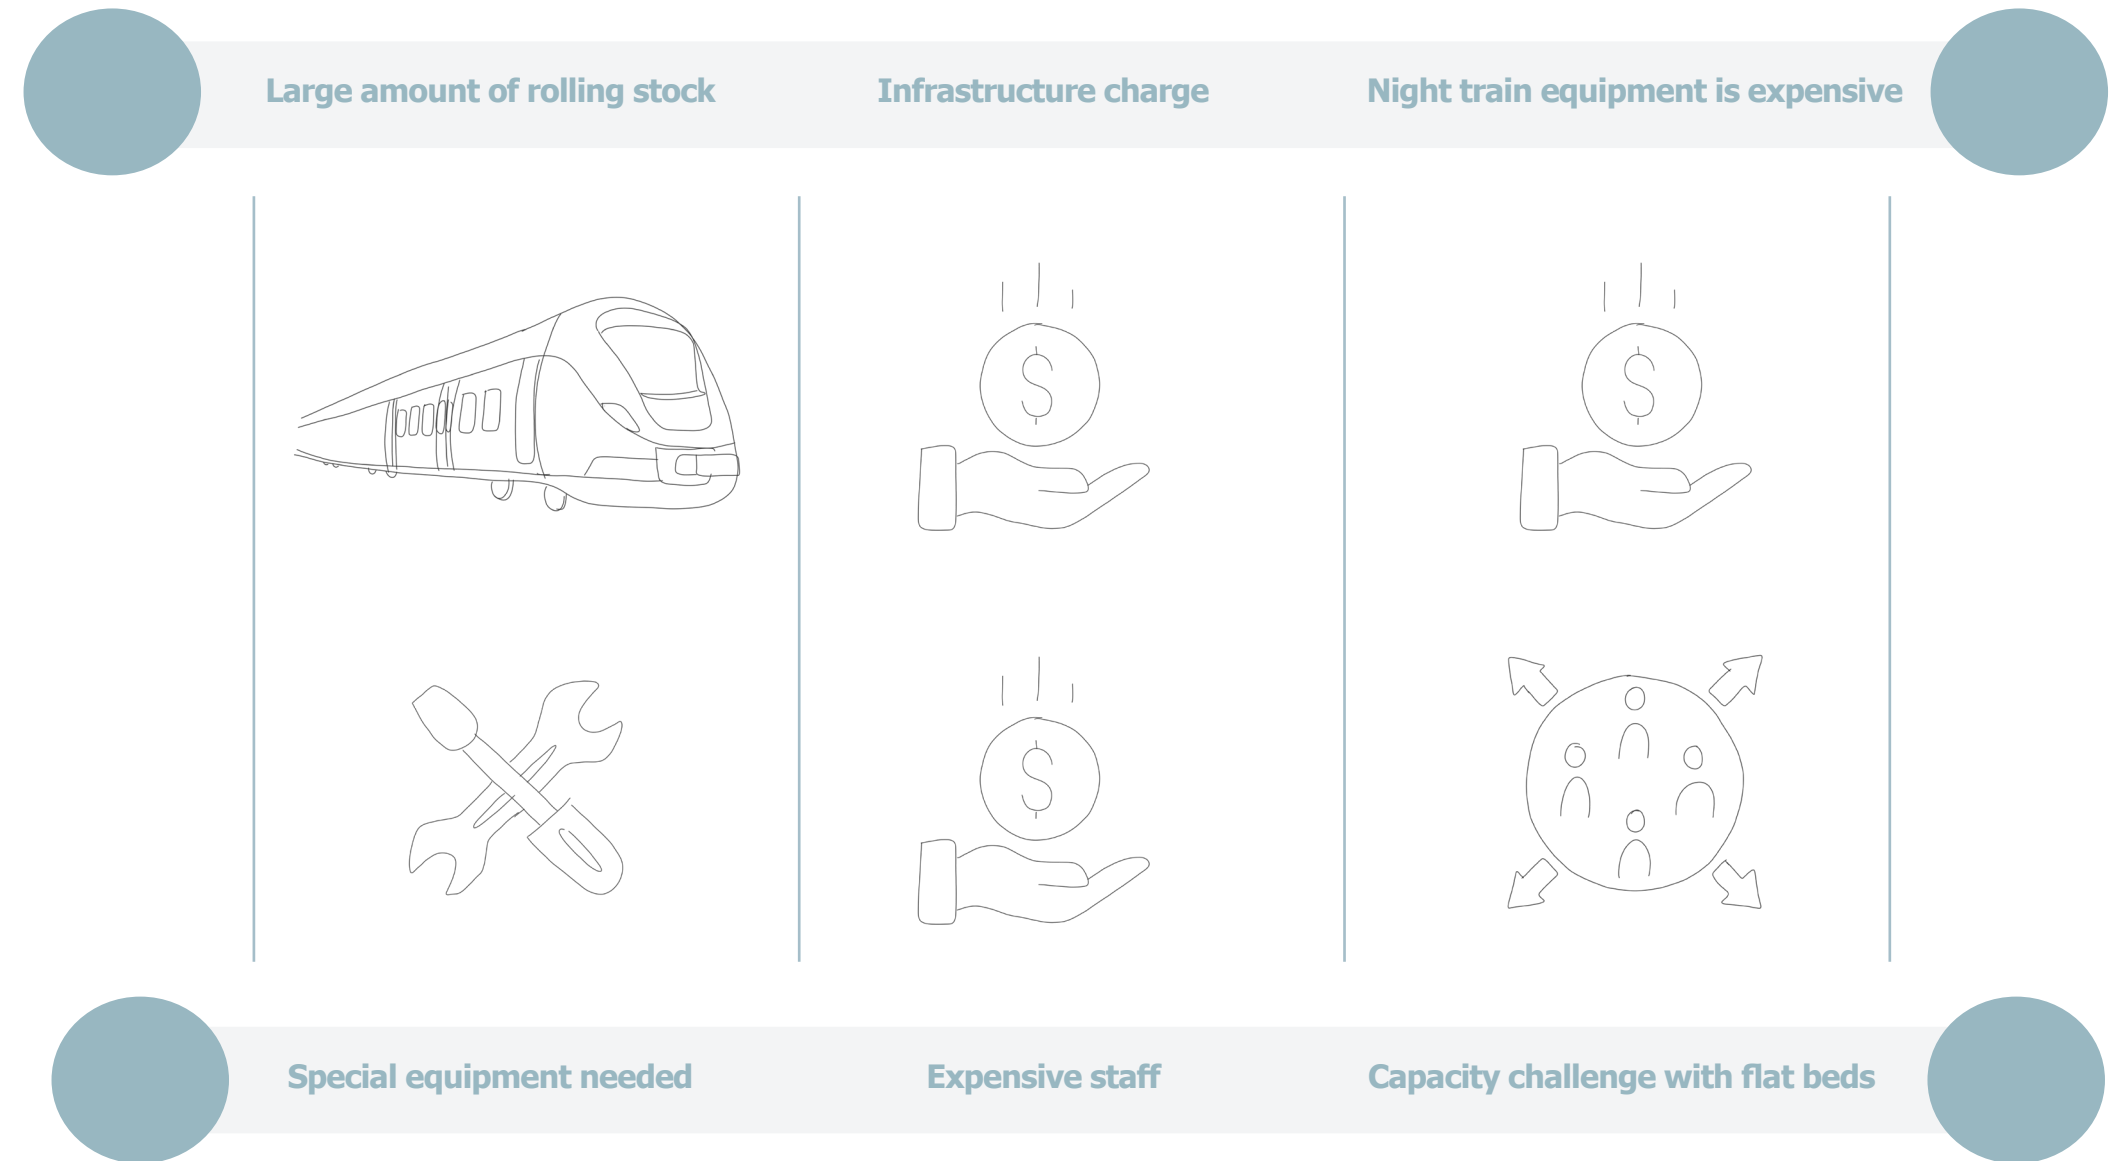 Large amount of rolling stock
Infrastructure charge
Night train equipment is expensive
$
$
$
Special equipment needed
Expensive staff
Capacity challenge with flat beds